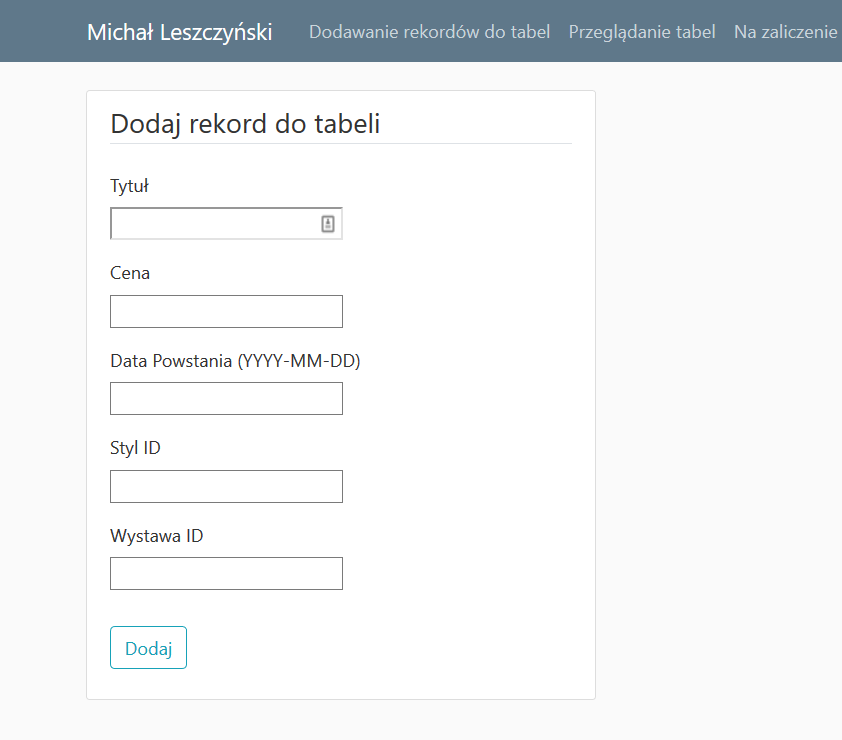 Michał Leszczyński Dodawanie rekordów do tabel Przeglądanie tabel Na zaliczenie
Dodaj rekord do tabeli
Tytuł
Cena
Data Powstania (YYYY-MM-DD)
Styl ID
Wystawa ID
Dodaj